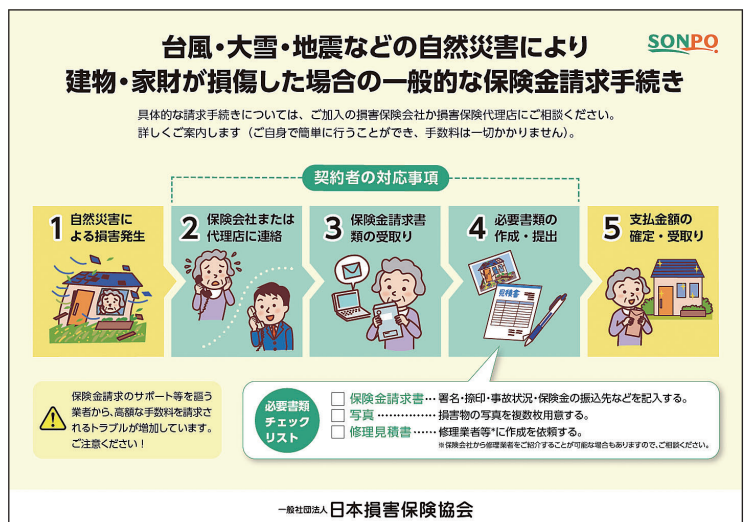 台風・大雪・地震などの自然災害により
建物・家財が損傷した場合の一般的な保険金請求手続き
SONPO
具体的な請求手続きについては、ご加入の損害保険会社か損害保険代理店にご相談ください。
詳しくご案内します（ご自身で簡単に行うことができ、手数料は一切かかりません）。
契約者の対応事項
1 自然災害に
よる損害発生
2 保険会社または
代理店に連絡
3 保険金請求書
類の受取り
4 必要書類の
作成・提出
5 支払金額の
確定・受取り
見積書
保険金請求のサポート等を謳う
業者から、高額な手数料を請求さ
れるトラブルが増加しています。
ご注意ください！
必要書類
チェック
リスト
□ 保険金請求書… 署名・捺印・事故状況・保険金の振込先などを記入する。
□ 写真 …………… 損害物の写真を複数枚用意する。
□ 修理見積書…… 修理業者等*に作成を依頼する。
※保険会社から修理業者をご紹介することが可能な場合もありますので、ご相談ください。
一般社団法人 日本損害保険協会